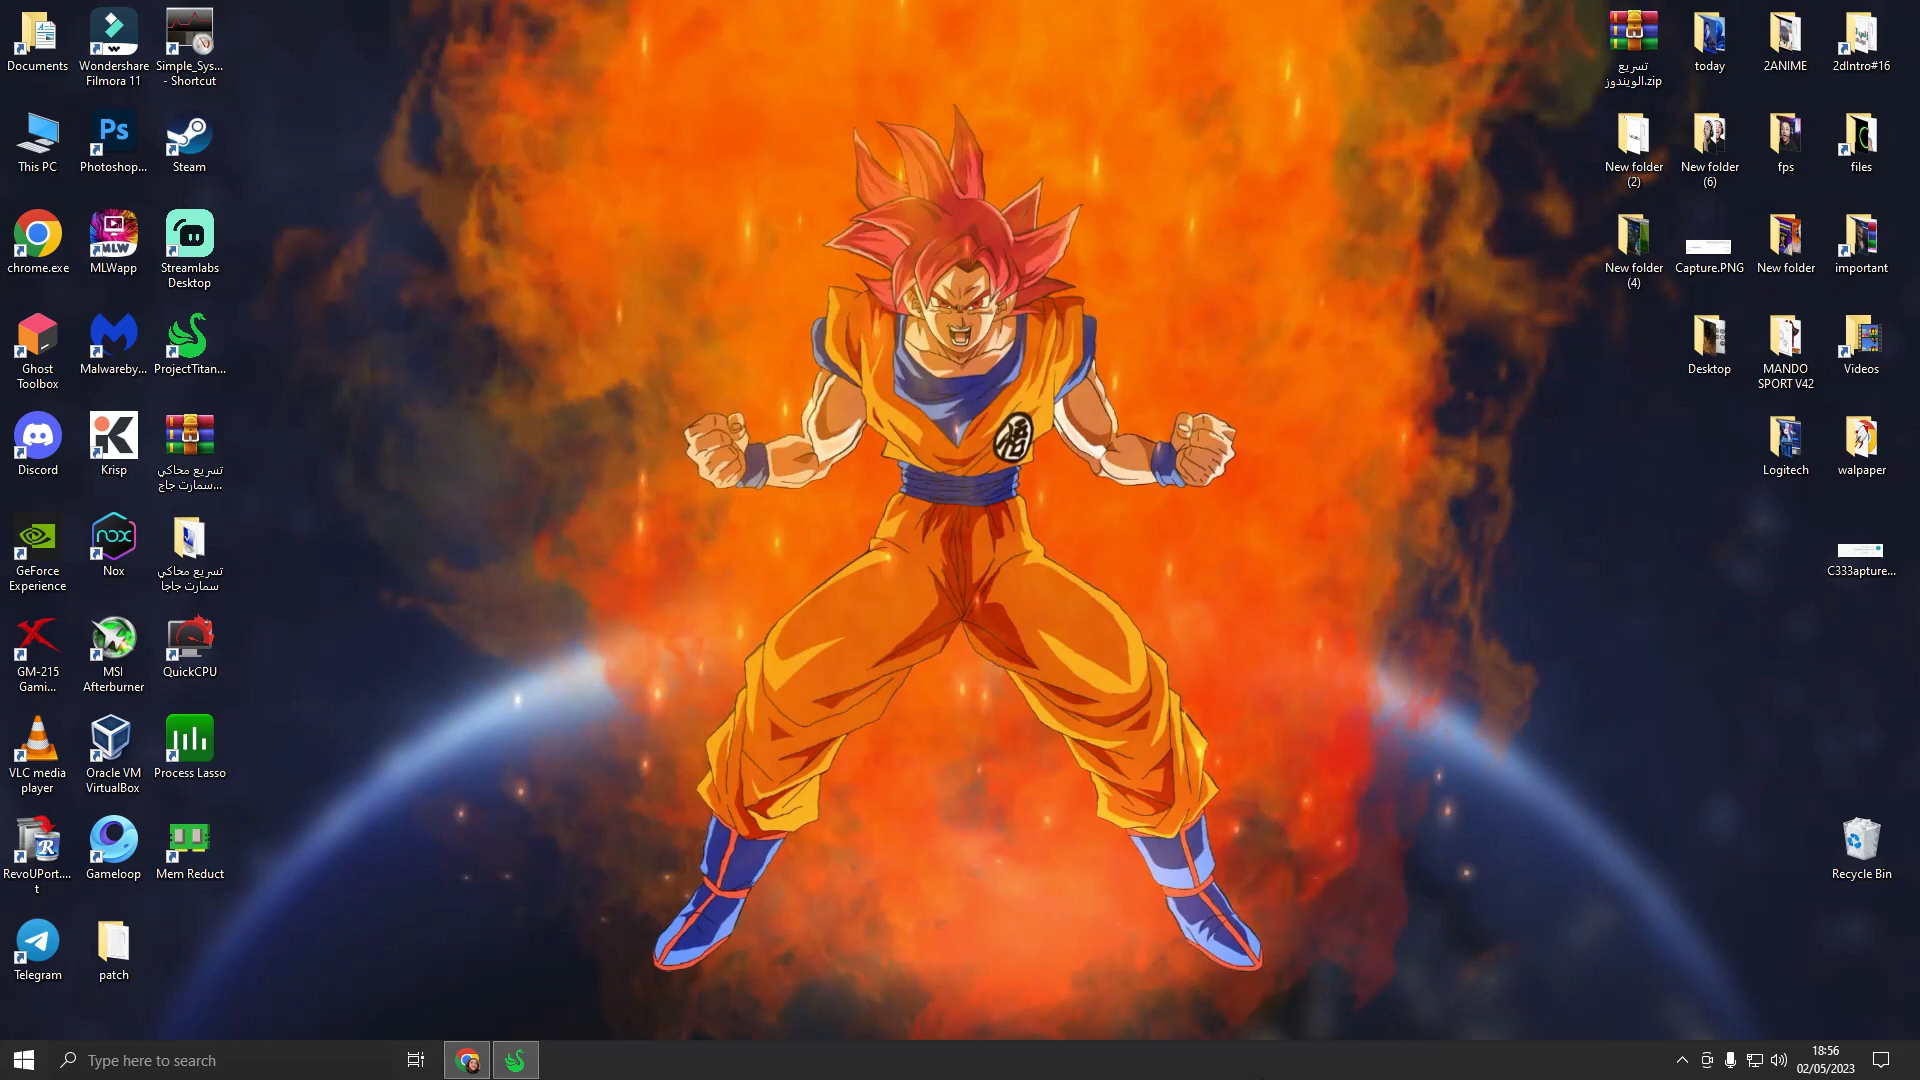 Documents
Wondershare
Filmora 11
Simple_Sys...
- Shortcut
This PC
Photoshop...
Steam
chrome.exe
MLWapp
Streamlabs
Desktop
Ghost
Toolbox
Malwareby...
ProjectTitan...
Discord
Krisp
تسريع محاكي
سمارت جاج...
GeForce
Experience
Nox
تسريع محاكي
سمارت جاجا
GM-215
Gami...
MSI
Afterburner
QuickCPU
VLC media
player
Oracle VM
VirtualBox
Process Lasso
RevoUPort....
t
Gameloop
Mem Reduct
Telegram
patch
تسريع
الويندوز.zip
today
2ANIME
2dIntro#16
New folder
(2)
New folder
(6)
fps
files
New folder
(4)
Capture.PNG
New folder
important
Desktop
MANDO
SPORT V42
Videos
Logitech
walpaper
C333apture...
Recycle Bin
Ps
MLW
nox
悟
Type here to search
18:56
02/05/2023